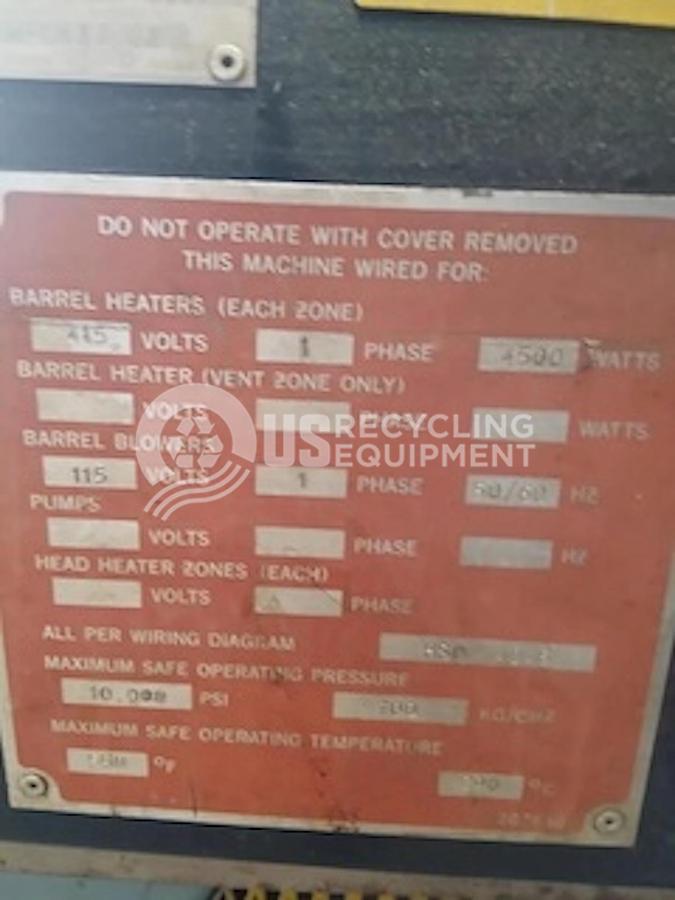 DO NOT OPERATE WITH COVER REMOVED
THIS MACHINE WIRED FOR:
BARREL HEATERS (EACH ZONE)
VOLTS 1 PHASE 4500 WATTS
BARREL HEATER (VENT ZONE ONLY)
VOLTS PHASE WATTS
US RECYCLING
EQUIPMENT
BARREL BLOWERS
115 VOLTS 1 PHASE 50/60 HZ
PUMPS
VOLTS PHASE HZ
HEAD HEATER ZONES (EACH)
VOLTS PHASE
ALL PER WIRING DIAGRAM
MAXIMUM SAFE OPERATING PRESSURE
PSI KG/CM2
MAXIMUM SAFE OPERATING TEMPERATURE
°F °C